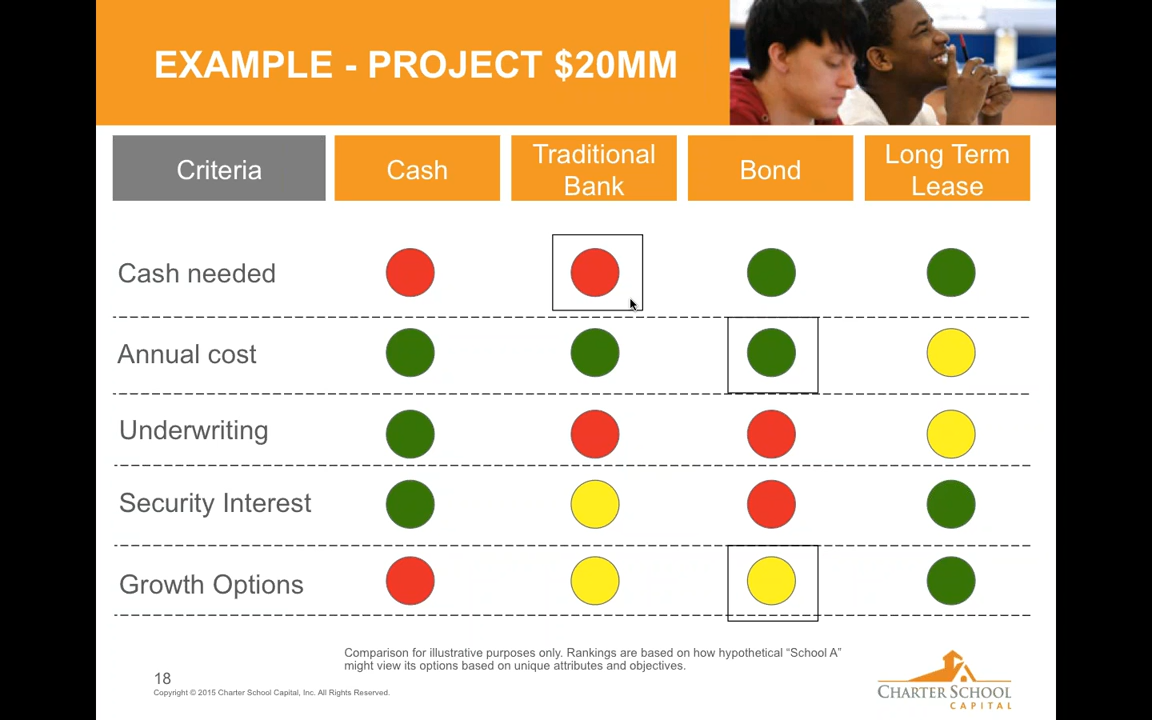 EXAMPLE - PROJECT $20MM
Criteria
Cash
Traditional
Bank
Bond
Long Term
Lease
Cash needed
Annual cost
Underwriting
Security Interest
Growth Options
Comparison for illustrative purposes only. Rankings are based on how hypothetical “School A”
might view its options based on unique attributes and objectives.
18
Copyright © 2015 Charter School Capital, Inc. All Rights Reserved.
CHARTER SCHOOL
CAPITAL